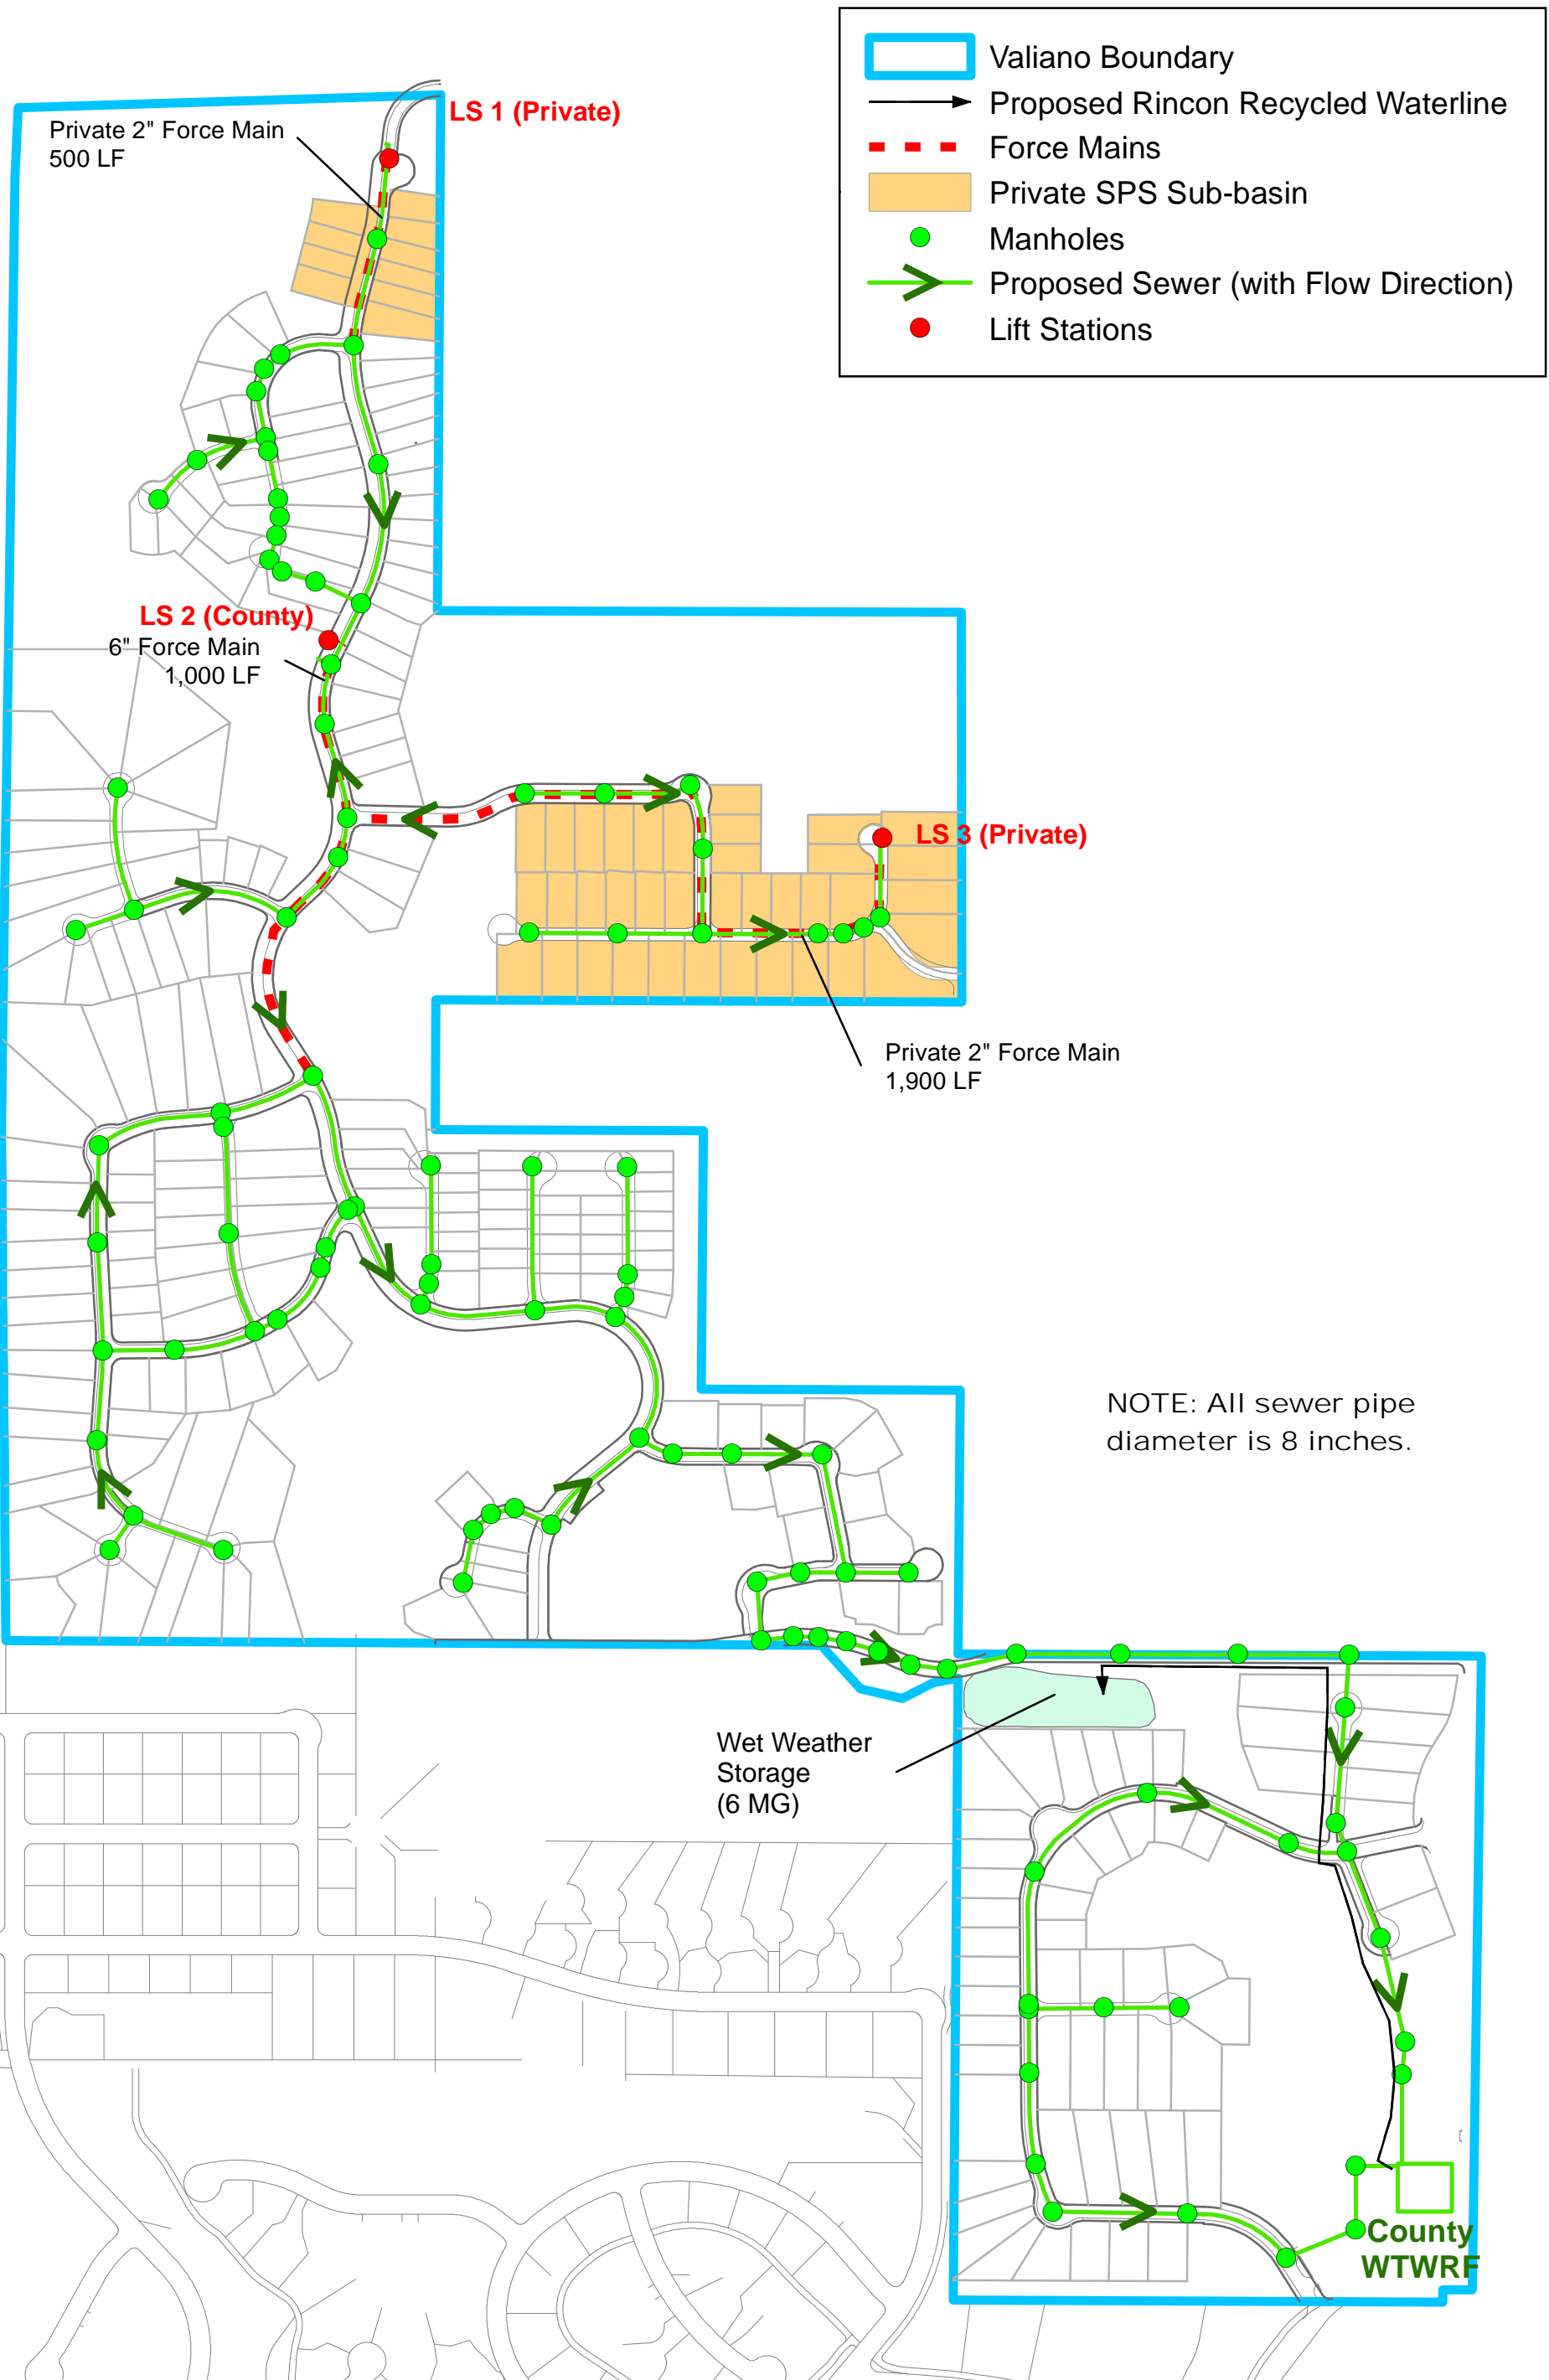 Valiano Boundary
Proposed Rincon Recycled Waterline
Force Mains
Private SPS Sub-basin
Manholes
Proposed Sewer (with Flow Direction)
Lift Stations
LS 1 (Private)
Private 2" Force Main
500 LF
LS 2 (County)
6" Force Main
1,000 LF
LS 3 (Private)
Private 2" Force Main
1,900 LF
NOTE: All sewer pipe
diameter is 8 inches.
Wet Weather
Storage
(6 MG)
County
WTWRF